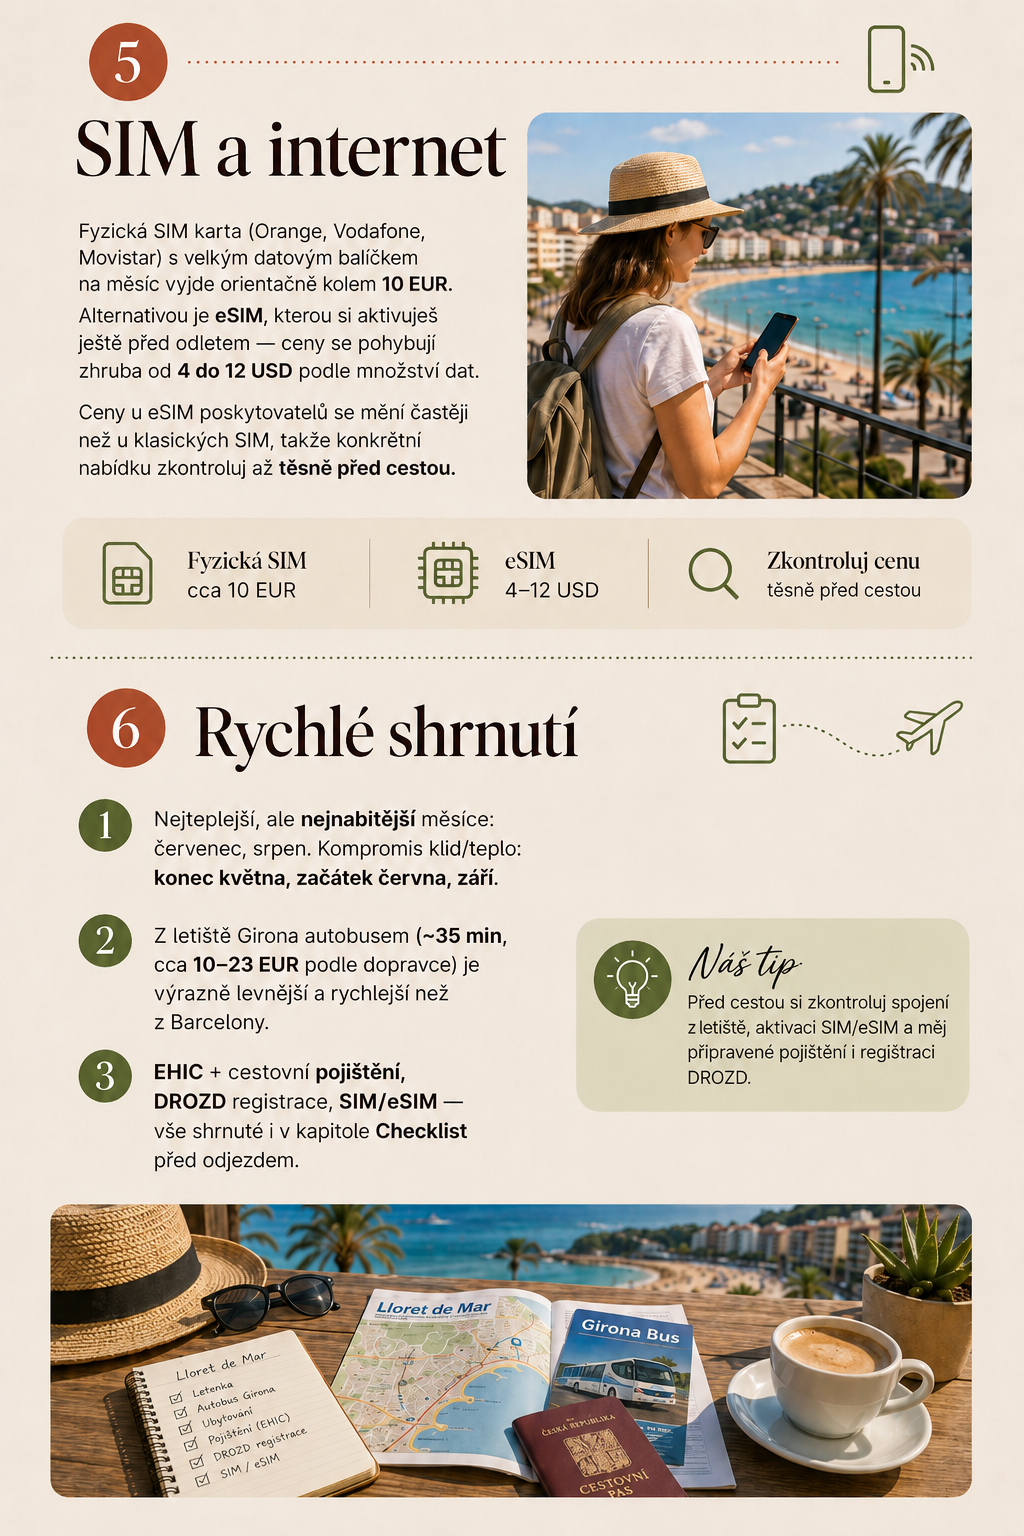 5
SIM a internet
Fyzická SIM karta (Orange, Vodafone,
Movistar) s velkým datovým balíčkem
na měsíc vyjde orientačně kolem 10 EUR.
Alternativou je eSIM, kterou si aktivuješ
ještě před odletem — ceny se pohybují
zhruba od 4 do 12 USD podle množství dat.
Ceny u eSIM poskytovatelů se mění častěji
než u klasických SIM, takže konkrétní
nabídku zkontroluj až těsně před cestou.
Fyzická SIM
cca 10 EUR
eSIM
4–12 USD
Zkontroluj cenu
těsně před cestou
6
Rychlé shrnutí
1
Nejteplejší, ale nejnabitější měsíce:
červenec, srpen. Kompromis klid/teplo:
konec května, začátek června, září.
2
Z letiště Girona autobusem (~35 min,
cca 10–23 EUR podle dopravce) je
výrazně levnější a rychlejší než
z Barcelony.
3
EHIC + cestovní pojištění,
DROZD registrace, SIM/eSIM —
vše shrnuté i v kapitole Checklist
před odjezdem.
Náš tip
Před cestou si zkontroluj spojení
z letiště, aktivaci SIM/eSIM a měj
připravené pojištění i regištraci
DROZD.
Lloret de Mar
Letenka
Autobus Girona
Ubytování
Pojištění (EHIC)
DROZD registrace
SIM / eSIM
Lloret de Mar
Girona Bus
ČESKÁ REPUBLIKA
CESTOVNÍ
PAS